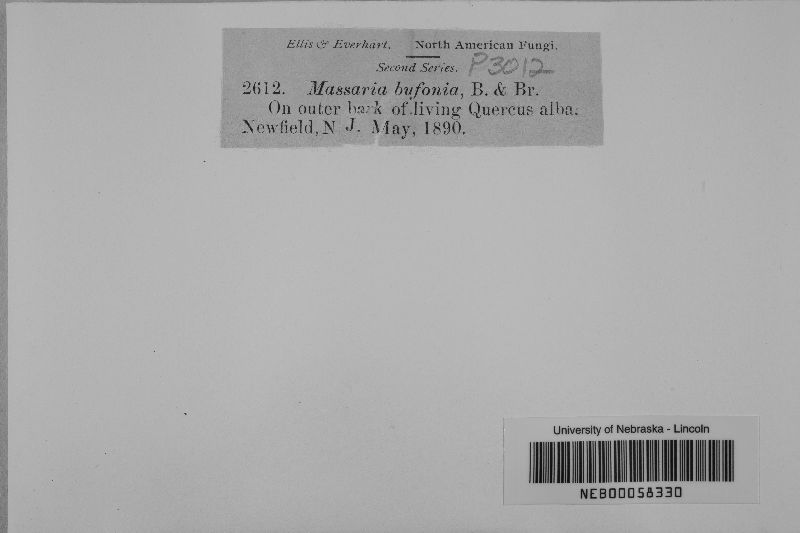 Ellis & Everhart. North American Fungi.
Second Series. P3012
2612. Massaria bufonia, B. & Br.
On outer bark of living Quercus alba.
Newfield, N J. May, 1890.
University of Nebraska - Lincoln
NEB00058330